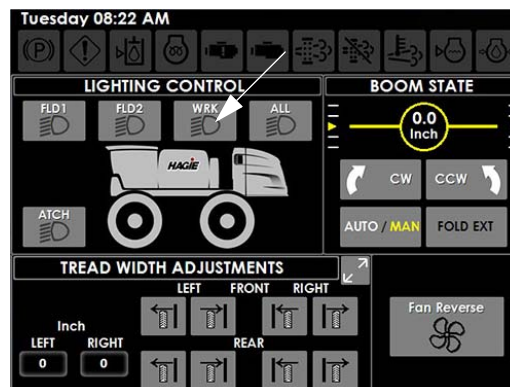 Tuesday 08:22 AM
LIGHTING CONTROL
FLD1 FLD2 WRK ALL
HAGIE
ATCH
BOOM STATE
0.0
Inch
CW CCW
AUTO / MAN FOLD EXT
TREAD WIDTH ADJUSTMENTS
LEFT FRONT RIGHT
Inch
LEFT RIGHT
REAR
0 0
Fan Reverse